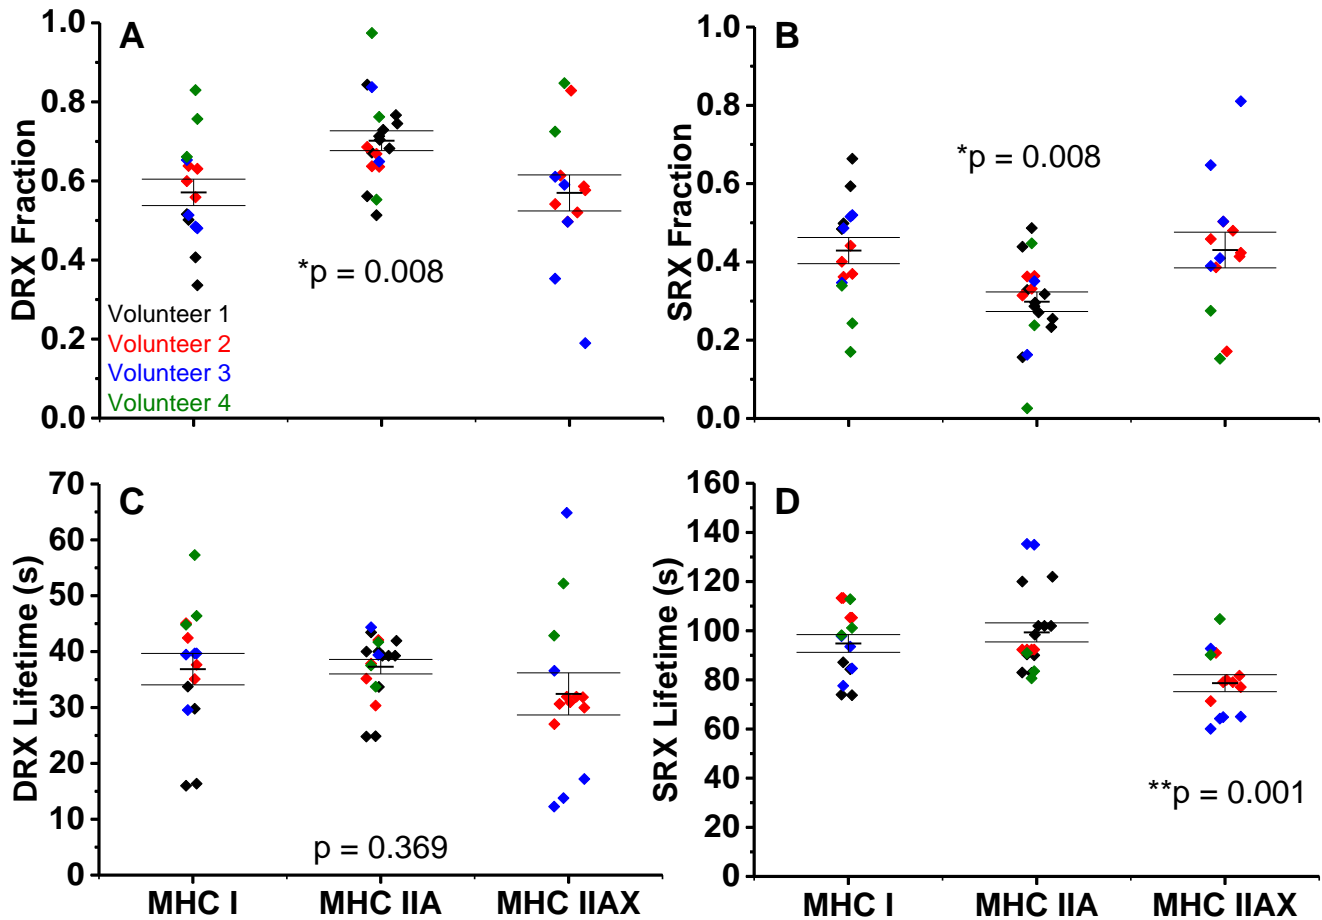 A
DRX Fraction
1.0
0.8
0.6
0.4
0.2
0.0
*p = 0.008
Volunteer 1
Volunteer 2
Volunteer 3
Volunteer 4
B
SRX Fraction
1.0
0.8
0.6
0.4
0.2
0.0
*p = 0.008
C
DRX Lifetime (s)
70
60
50
40
30
20
10
0
p = 0.369
MHC I MHC IIA MHC IIAX
D
SRX Lifetime (s)
160
140
120
100
80
60
40
20
0
**p = 0.001
MHC I MHC IIA MHC IIAX